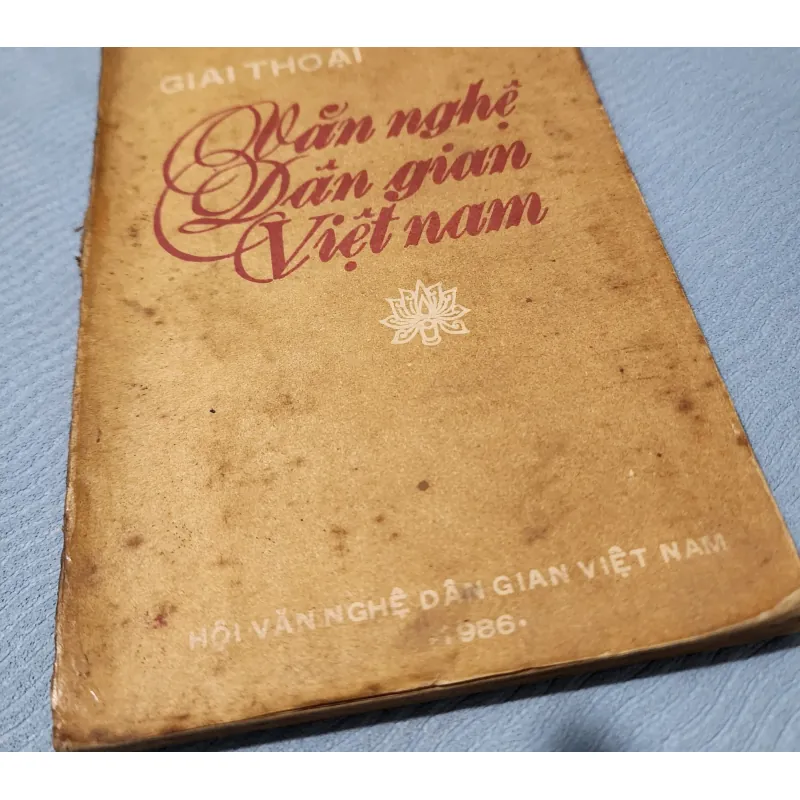 GIAI THOẠI
Văn nghệ
Dân gian
Việt nam
HỘI VĂN NGHỆ DÂN GIAN VIỆT NAM
·1986·